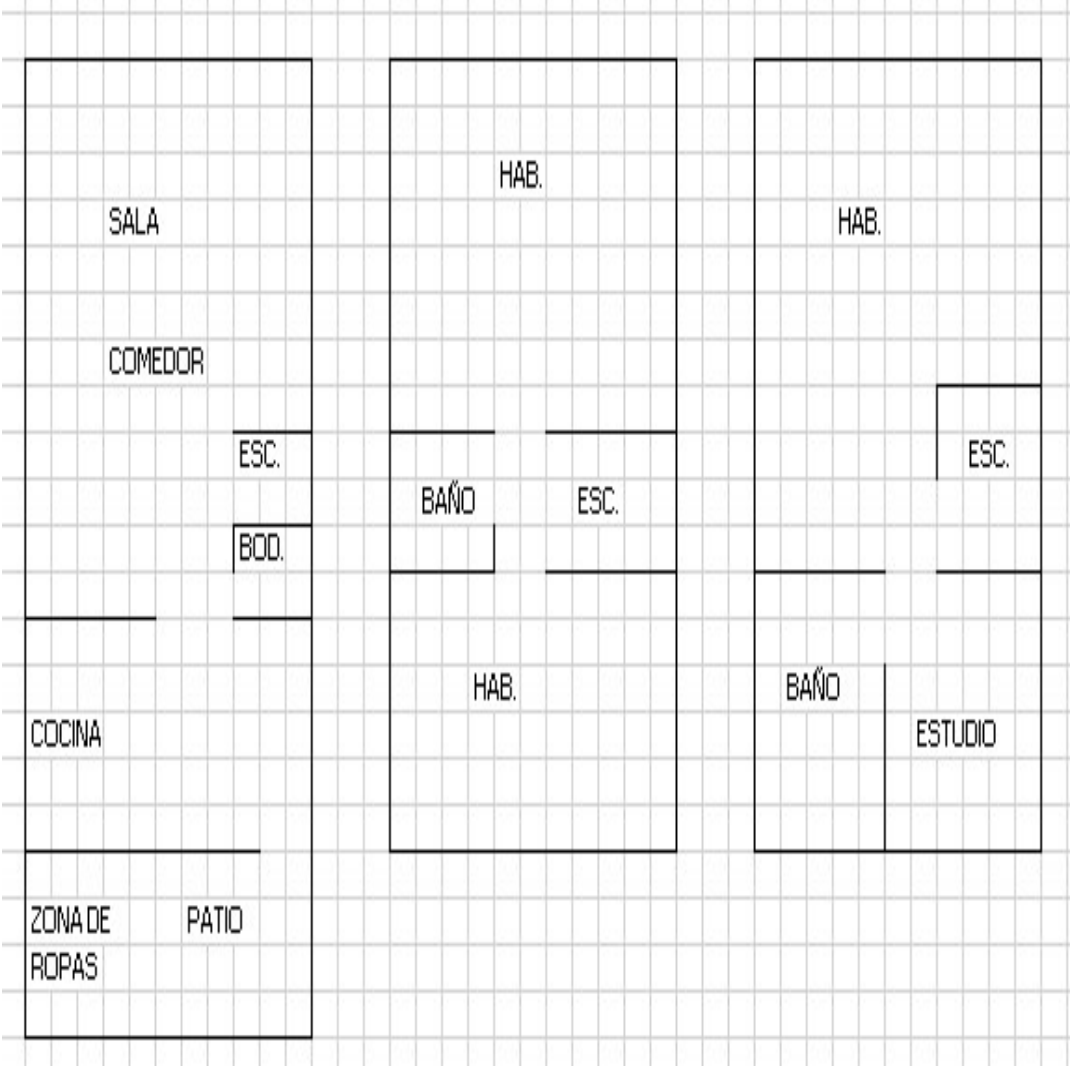 SALA
COMEDOR
ESC.
BOD.
COCINA
ZONA DE
ROPAS
PATIO
HAB.
BAÑO
ESC.
HAB.
HAB.
ESC.
BAÑO
ESTUDIO